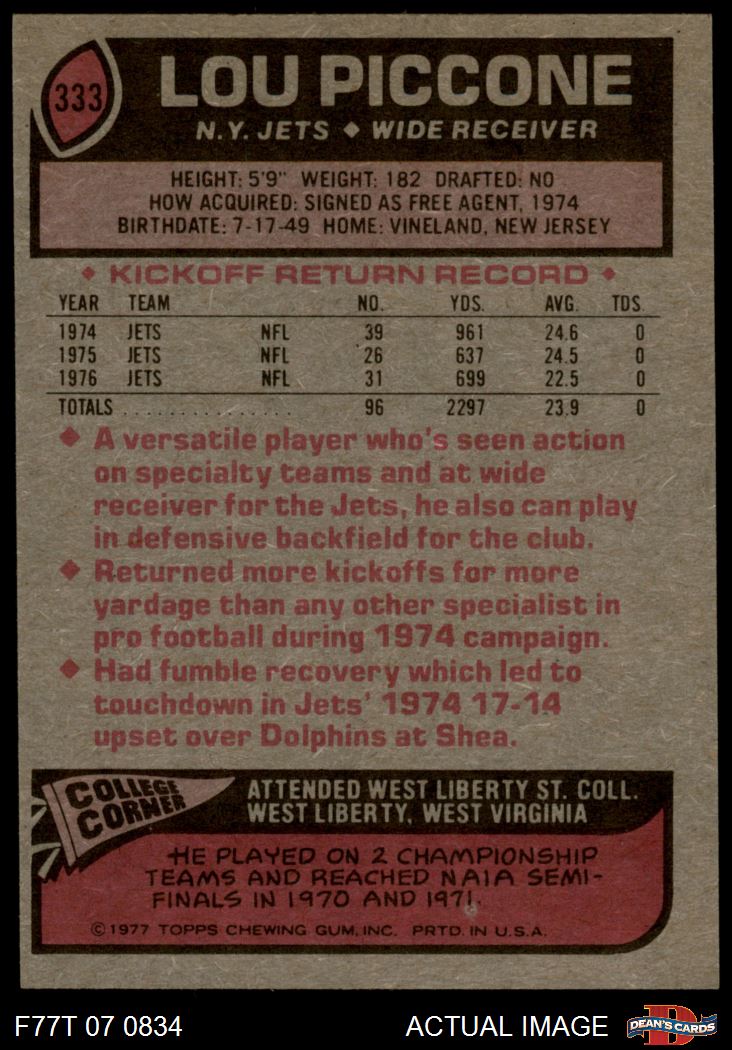 333
LOU PICCONE
N.Y. JETS ◆ WIDE RECEIVER
HEIGHT: 5'9" WEIGHT: 182 DRAFTED: NO
HOW ACQUIRED: SIGNED AS FREE AGENT, 1974
BIRTHDATE: 7-17-49 HOME: VINELAND, NEW JERSEY
◆ KICKOFF RETURN RECORD ◆
YEAR TEAM NO. YDS. AVG. TDS.
1974 JETS NFL 39 961 24.6 0
1975 JETS NFL 26 637 24.5 0
1976 JETS NFL 31 699 22.5 0
TOTALS ............... 96 2297 23.9 0
◆ A versatile player who's seen action
on specialty teams and at wide
receiver for the Jets, he also can play
in defensive backfield for the club.
◆ Returned more kickoffs for more
yardage than any other specialist in
pro football during 1974 campaign.
◆ Had fumble recovery which led to
touchdown in Jets' 1974 17-14
upset over Dolphins at Shea.
COLLEGE
CORNER
ATTENDED WEST LIBERTY ST. COLL.
WEST LIBERTY, WEST VIRGINIA
HE PLAYED ON 2 CHAMPIONSHIP
TEAMS AND REACHED NAIA SEMI-
FINALS IN 1970 AND 1971.
©1977 TOPPS CHEWING GUM, INC. PRTD. IN U.S.A.
F77T 07 0834
ACTUAL IMAGE
D
DEAN'S CARDS